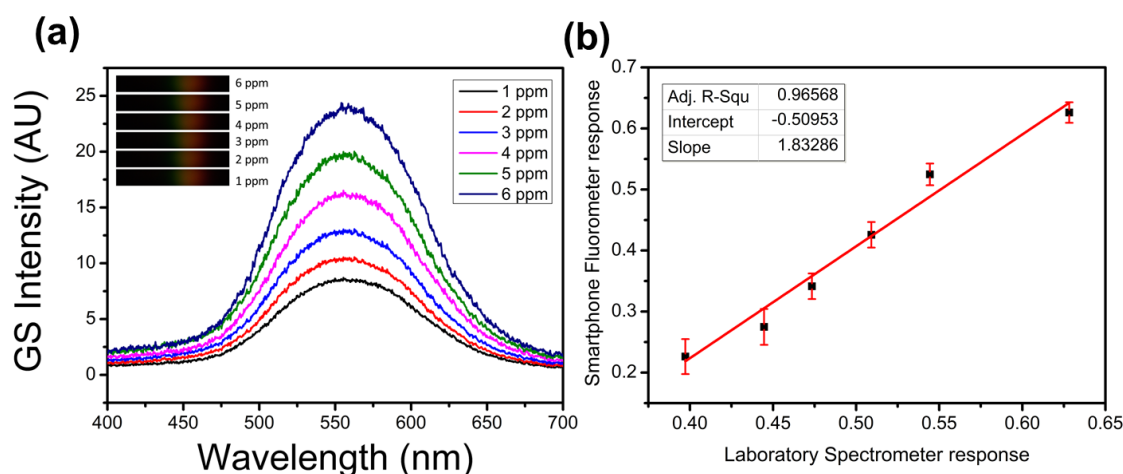 (a)
GS Intensity (AU)
25
20
15
10
5
0
6 ppm
5 ppm
4 ppm
3 ppm
2 ppm
1 ppm
1 ppm
2 ppm
3 ppm
4 ppm
5 ppm
6 ppm
400 450 500 550 600 650 700
Wavelength (nm)
(b)
Smartphone Fluorometer response
0.7
0.6
0.5
0.4
0.3
0.2
Adj. R-Squ 0.96568
Intercept -0.50953
Slope 1.83286
0.40 0.45 0.50 0.55 0.60 0.65
Laboratory Spectrometer response